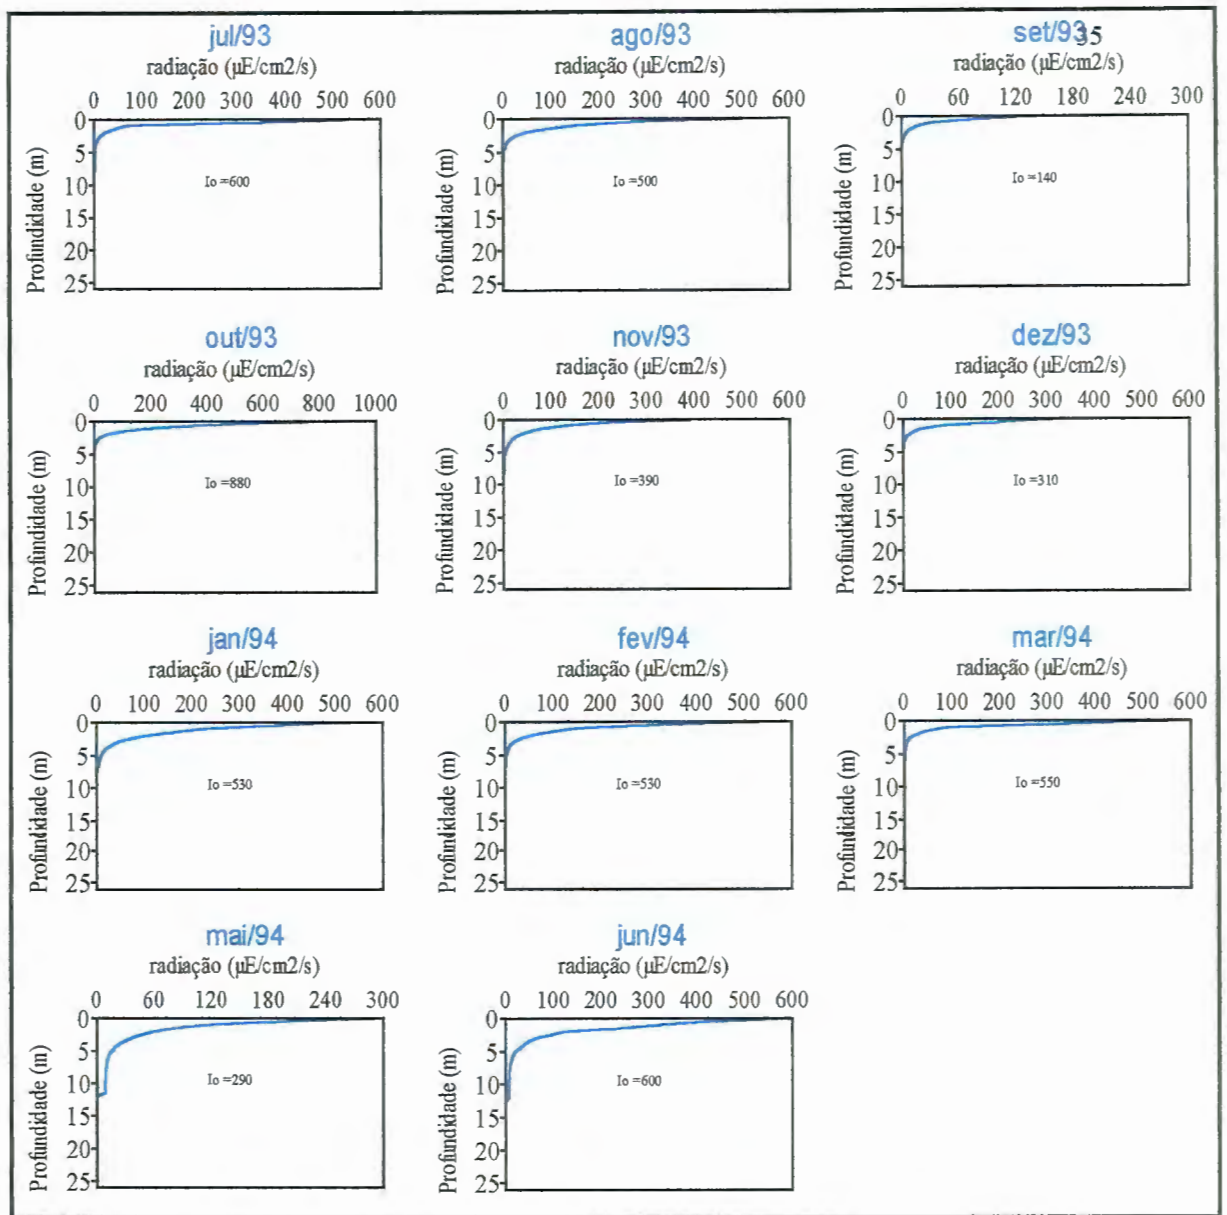 jul/93
radiação (µE/cm2/s)
0 100 200 300 400 500 600
0
5
10
15
20
25
Profundidade (m)
Io =600
ago/93
radiação (µE/cm2/s)
0 100 200 300 400 500 600
0
5
10
15
20
25
Profundidade (m)
Io =500
set/93
35
radiação (µE/cm2/s)
0 60 120 180 240 300
0
5
10
15
20
25
Profundidade (m)
Io =140
out/93
radiação (µE/cm2/s)
0 200 400 600 800 1000
0
5
10
15
20
25
Profundidade (m)
Io =880
nov/93
radiação (µE/cm2/s)
0 100 200 300 400 500 600
0
5
10
15
20
25
Profundidade (m)
Io =390
dez/93
radiação (µE/cm2/s)
0 100 200 300 400 500 600
0
5
10
15
20
25
Profundidade (m)
Io =310
jan/94
radiação (µE/cm2/s)
0 100 200 300 400 500 600
0
5
10
15
20
25
Profundidade (m)
Io =530
fev/94
radiação (µE/cm2/s)
0 100 200 300 400 500 600
0
5
10
15
20
25
Profundidade (m)
Io =530
mar/94
radiação (µE/cm2/s)
0 100 200 300 400 500 600
0
5
10
15
20
25
Profundidade (m)
Io =550
mai/94
radiação (µE/cm2/s)
0 60 120 180 240 300
0
5
10
15
20
25
Profundidade (m)
Io =290
jun/94
radiação (µE/cm2/s)
0 100 200 300 400 500 600
0
5
10
15
20
25
Profundidade (m)
Io =600